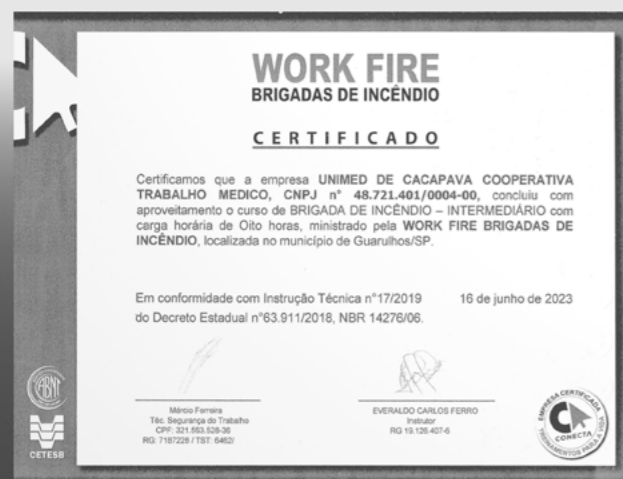 WORK FIRE
BRIGADAS DE INCÊNDIO
CERTIFICADO
Certificamos que a empresa UNIMED DE CACAPAVA COOPERATIVA
TRABALHO MEDICO, CNPJ n° 48.721.401/0004-00, concluiu com
aproveitamento o curso de BRIGADA DE INCÊNDIO – INTERMEDIÁRIO com
carga horária de Oito horas, ministrado pela WORK FIRE BRIGADAS DE
INCÊNDIO, localizada no município de Guarulhos/SP.
Em conformidade com Instrução Técnica n°17/2019 16 de junho de 2023
do Decreto Estadual n°63.911/2018, NBR 14276/06.
Márcio Ferreira
Téc. Segurança do Trabalho
CPF: 321.553.528-36
RG: 7187228 / TST: 6462/
EVERALDO CARLOS FERRO
Instrutor
RG 19.126.407-6
ABNT
CETESB
EMPRESA CERTIFICADA
CONECTA
TREINAMENTOS PARA A VIDA